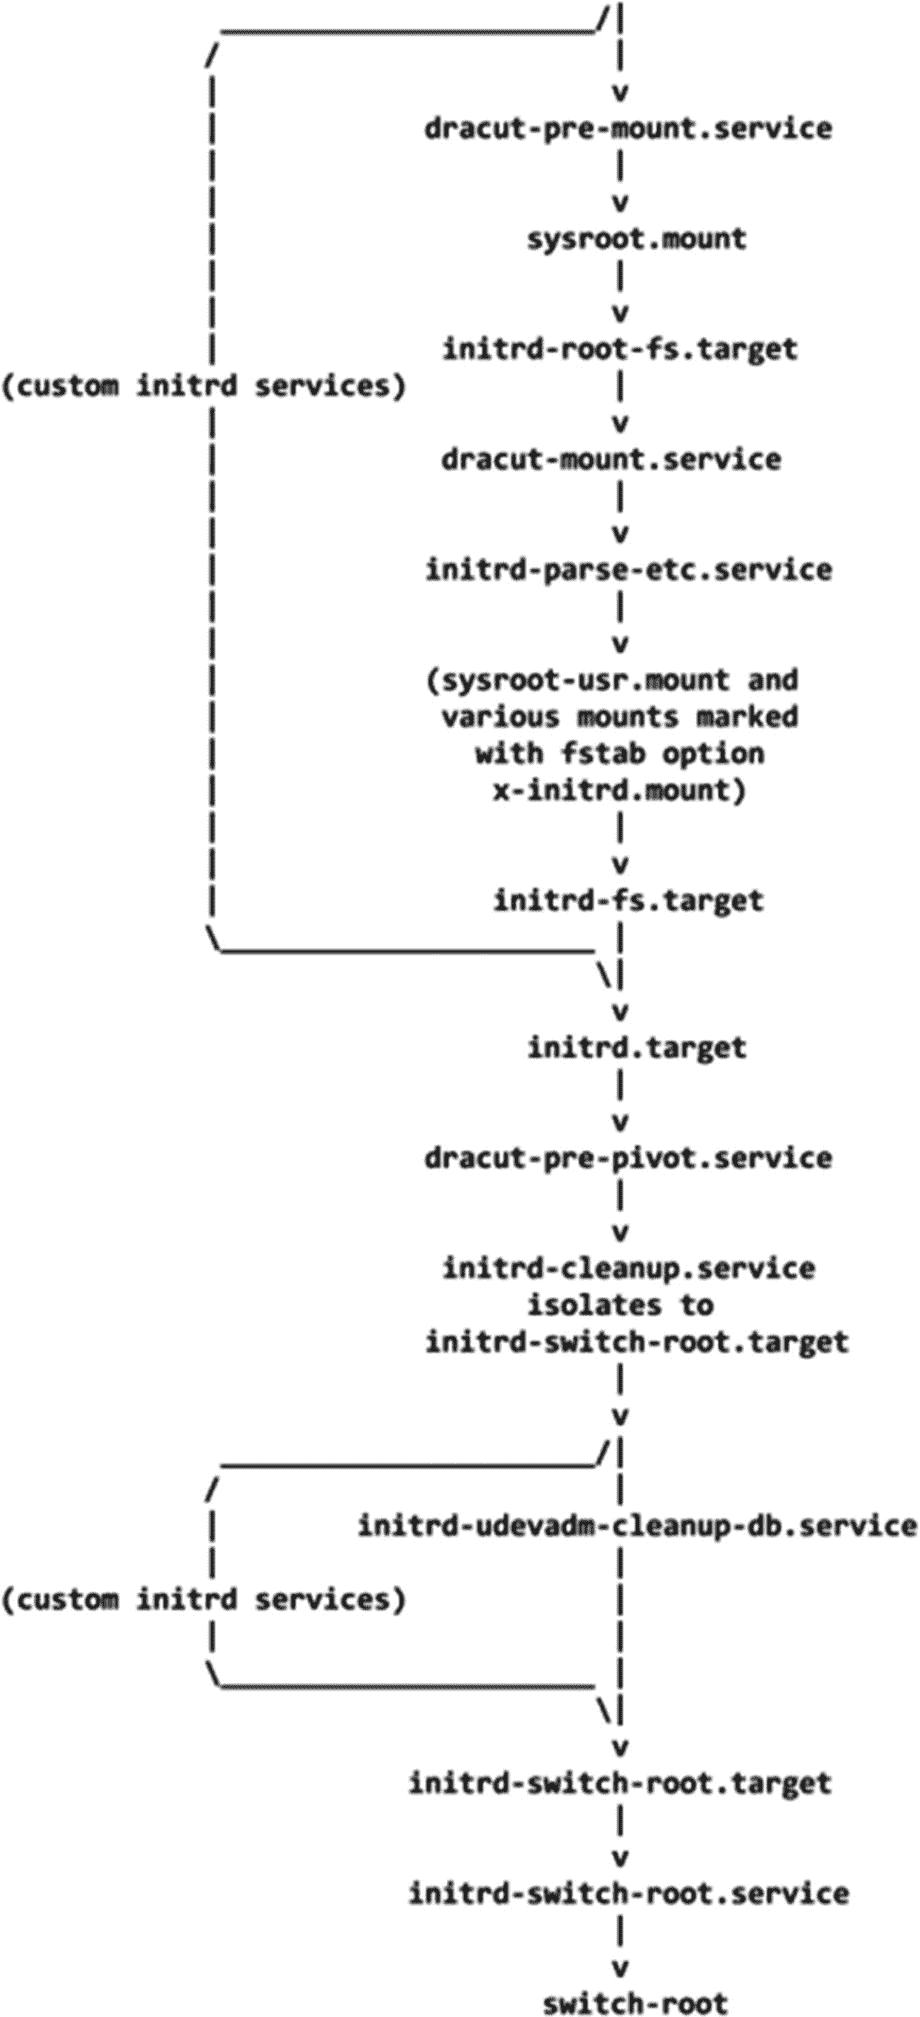 dracut-pre-mount.service
v
sysroot.mount
v
initrd-root-fs.target
(custom initrd services)
v
dracut-mount.service
v
initrd-parse-etc.service
v
(sysroot-usr.mount and
various mounts marked
with fstab option
x-initrd.mount)
v
initrd-fs.target
v
initrd.target
v
dracut-pre-pivot.service
v
initrd-cleanup.service
isolates to
initrd-switch-root.target
v
initrd-udevadm-cleanup-db.service
(custom initrd services)
v
initrd-switch-root.target
v
initrd-switch-root.service
v
switch-root